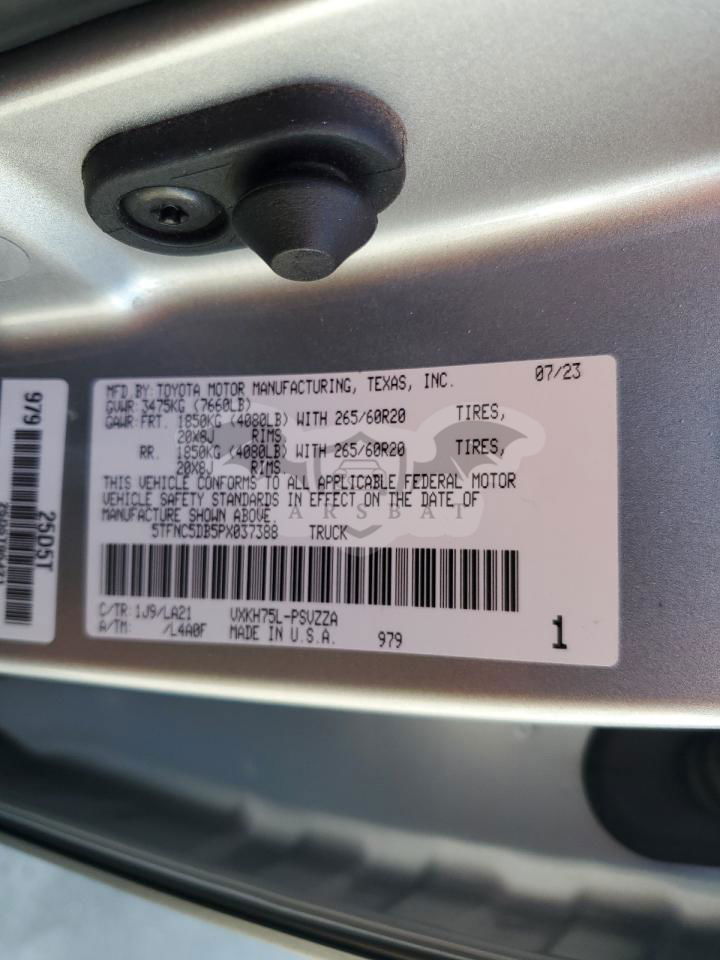 MFD BY: TOYOTA MOTOR MANUFACTURING, TEXAS, INC. 07/23
GVWR: 3475KG (7660LB)
GAWR: FRT. 1850KG (4080LB) WITH 265/60R20 TIRES,
20X8J RIMS
RR. 1850KG (4080LB) WITH 265/60R20 TIRES,
20X8J RIMS
THIS VEHICLE CONFORMS TO ALL APPLICABLE FEDERAL MOTOR
VEHICLE SAFETY STANDARDS IN EFFECT ON THE DATE OF
MANUFACTURE SHOWN ABOVE.
5TFNC5DB5PX037388 TRUCK
C/TR: 1J9/LA21 VXKH75L-PSVZZA
A/TM: /L4A0F MADE IN U.S.A. 979 1
979
25D5T
ARSBAT